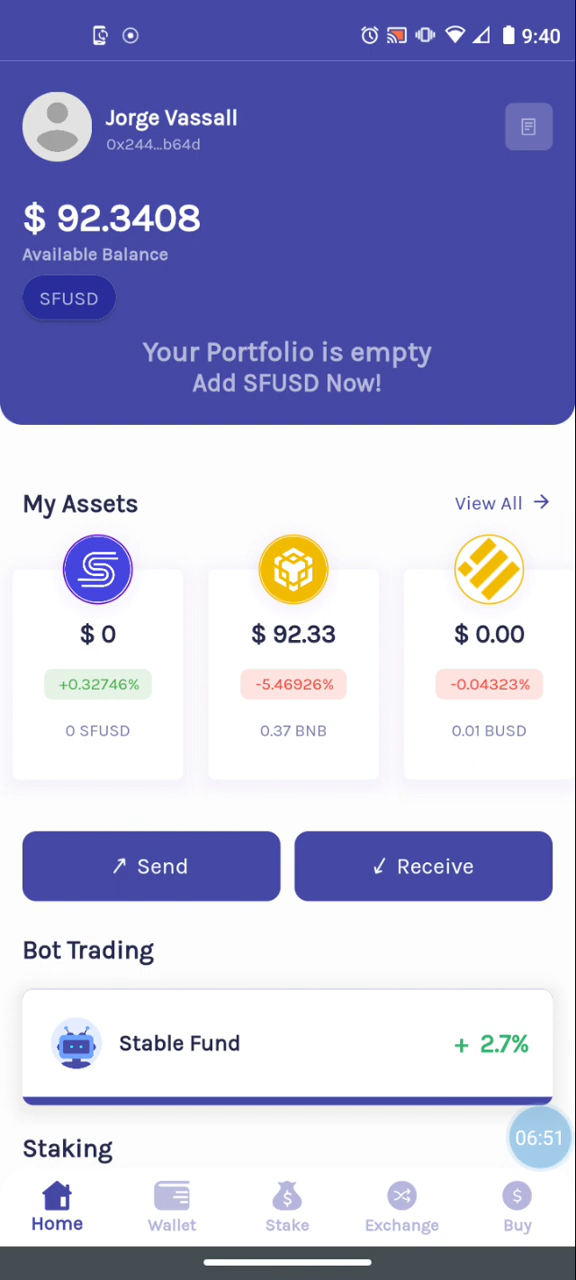 9:40
Jorge Vassall
0x244...b64d
$ 92.3408
Available Balance
SFUSD
Your Portfolio is empty
Add SFUSD Now!
My Assets
View All →
$ 0
+0.32746%
0 SFUSD
$ 92.33
-5.46926%
0.37 BNB
$ 0.00
-0.04323%
0.01 BUSD
↗ Send
↙ Receive
Bot Trading
Stable Fund
+ 2.7%
Staking
06:51
Home
Wallet
Stake
Exchange
Buy